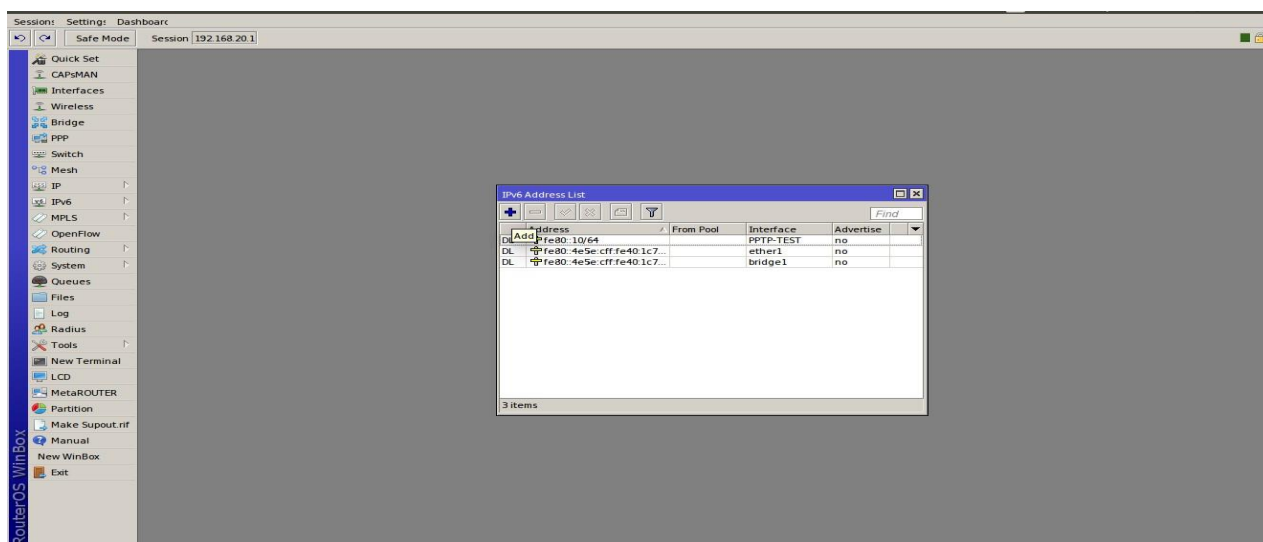 Session: Setting: Dashboard
Safe Mode Session 192.168.20.1
Quick Set
CAPsMAN
Interfaces
Wireless
Bridge
PPP
Switch
Mesh
IP
IPv6
MPLS
OpenFlow
Routing
System
Queues
Files
Log
Radius
Tools
New Terminal
LCD
MetaROUTER
Partition
Make Supout.rif
Manual
New WinBox
Exit
RouterOS WinBox
IPv6 Address List
Find
Address From Pool Interface Advertise
Add
DL fe80::10/64 PPTP-TEST no
DL fe80::4e5e:cff:fe40:1c7... ether1 no
DL fe80::4e5e:cff:fe40:1c7... bridge1 no
3 items